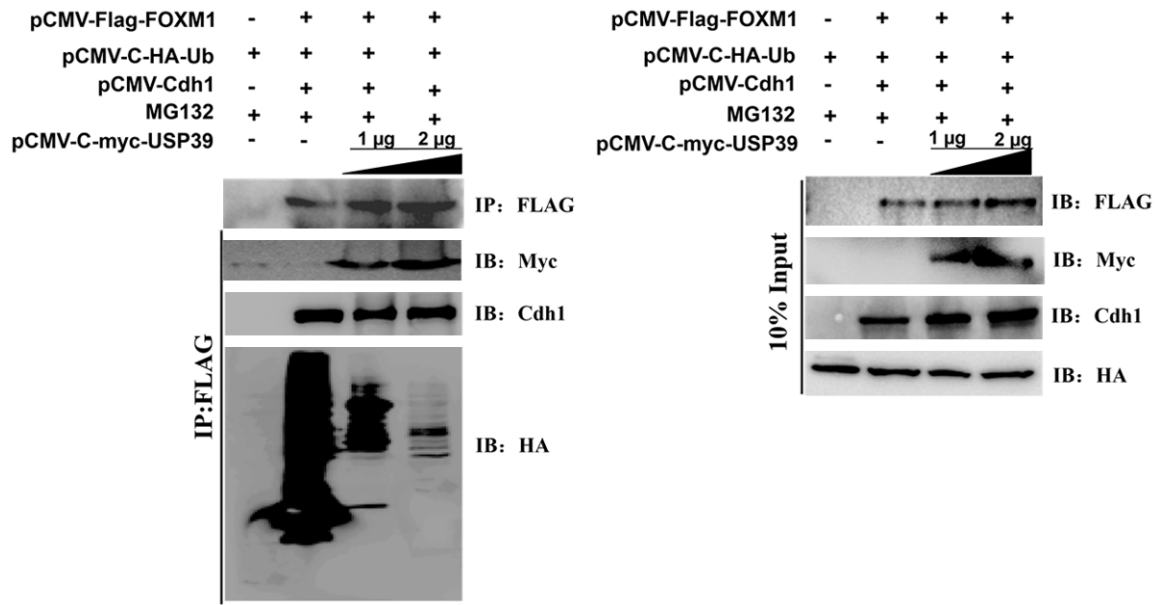 pCMV-Flag-FOXM1 - + + +
pCMV-C-HA-Ub + + + +
pCMV-Cdh1 - + + +
MG132 + + + +
pCMV-C-myc-USP39 - - 1 µg 2 µg
IP: FLAG
IB: Myc
IB: Cdh1
IB: HA
IP:FLAG
pCMV-Flag-FOXM1 - + + +
pCMV-C-HA-Ub + + + +
pCMV-Cdh1 - + + +
MG132 + + + +
pCMV-C-myc-USP39 - - 1 µg 2 µg
IB: FLAG
IB: Myc
IB: Cdh1
IB: HA
10% Input